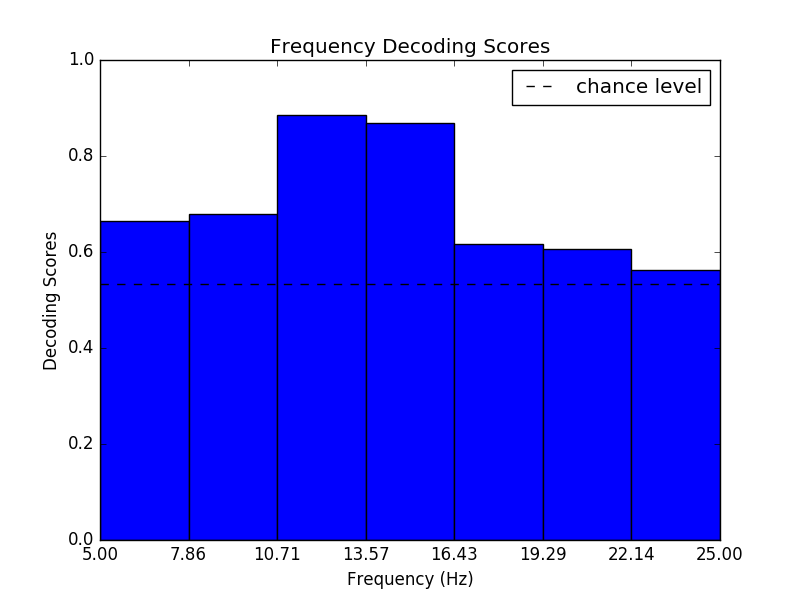 Frequency Decoding Scores
chance level
1.0
0.8
0.6
0.4
0.2
0.0
Decoding Scores
5.00 7.86 10.71 13.57 16.43 19.29 22.14 25.00
Frequency (Hz)